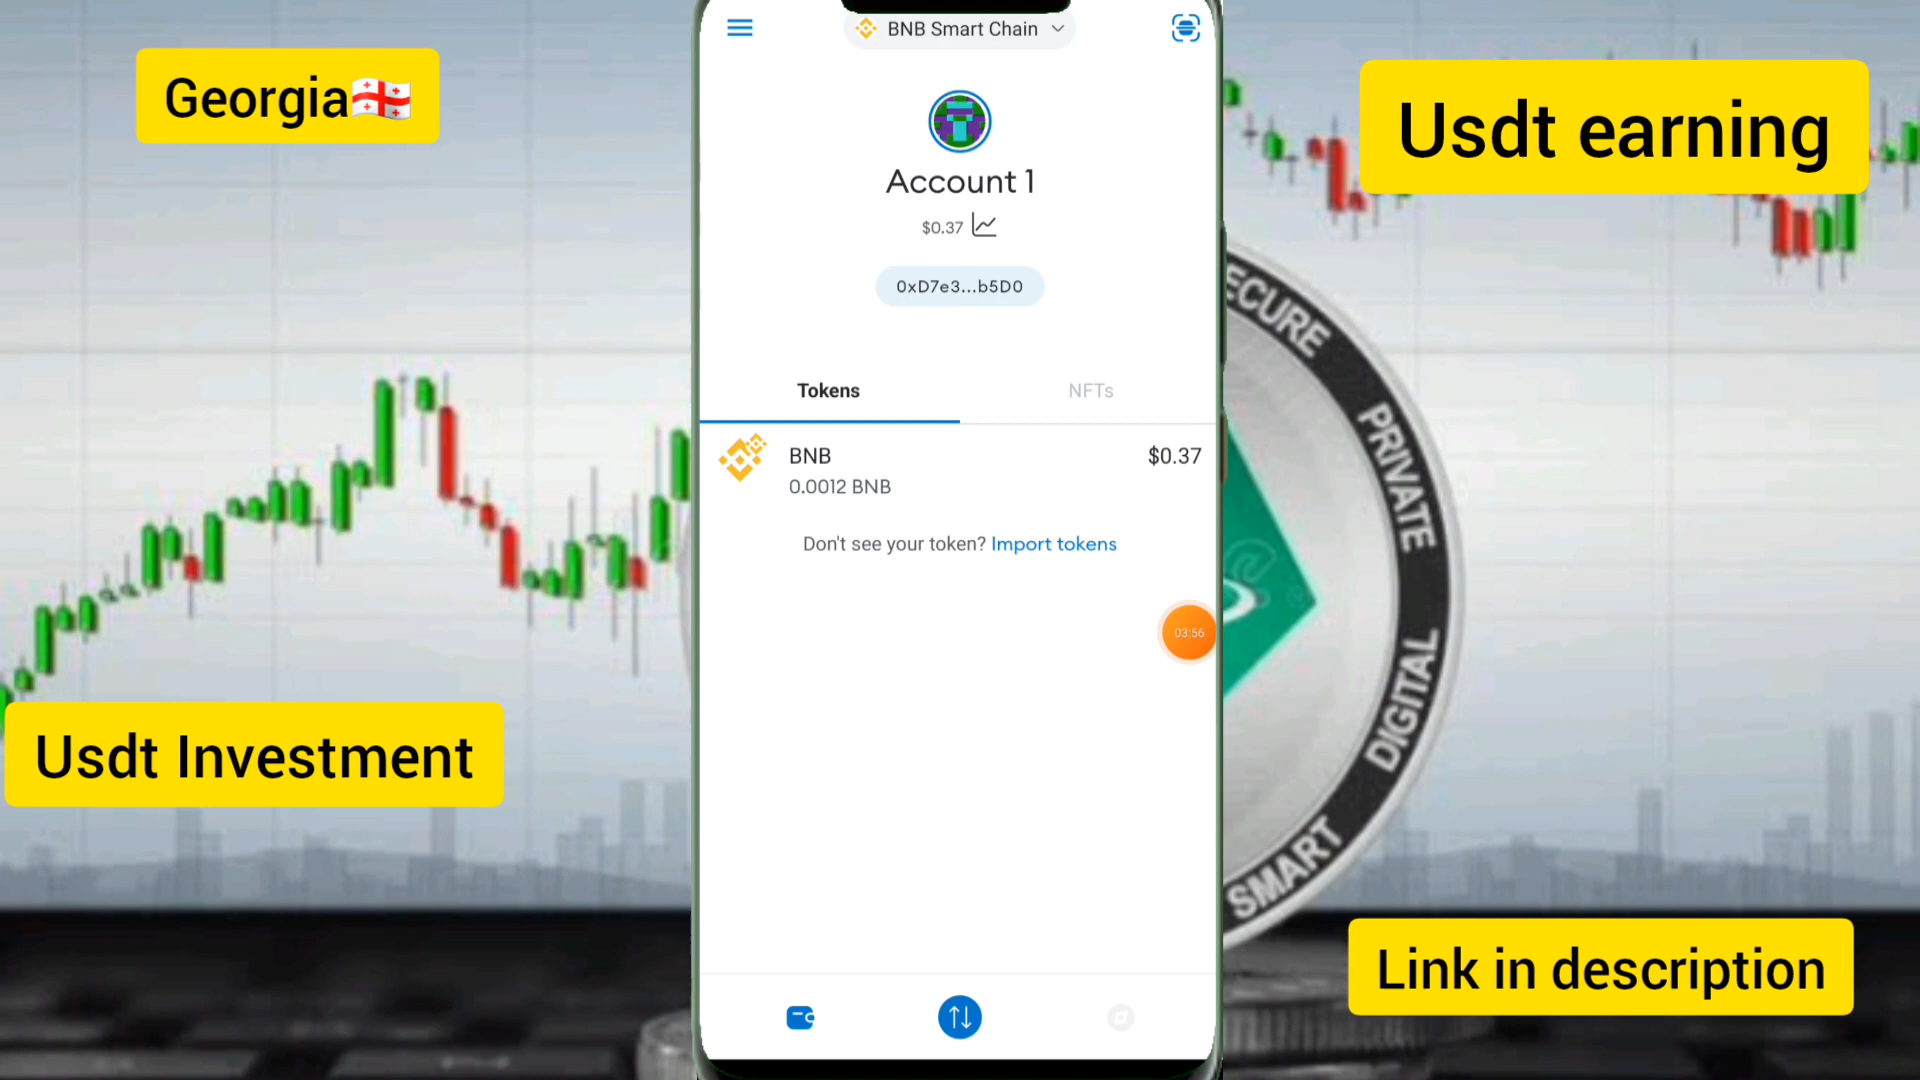 Georgia🇬🇪
Usdt earning
BNB Smart Chain
Account 1
$0.37
0xD7e3...b5D0
Tokens
NFTs
BNB
$0.37
0.0012 BNB
Don't see your token? Import tokens
03:56
Usdt Investment
Link in description
SECURE
PRIVATE
DIGITAL
SMART